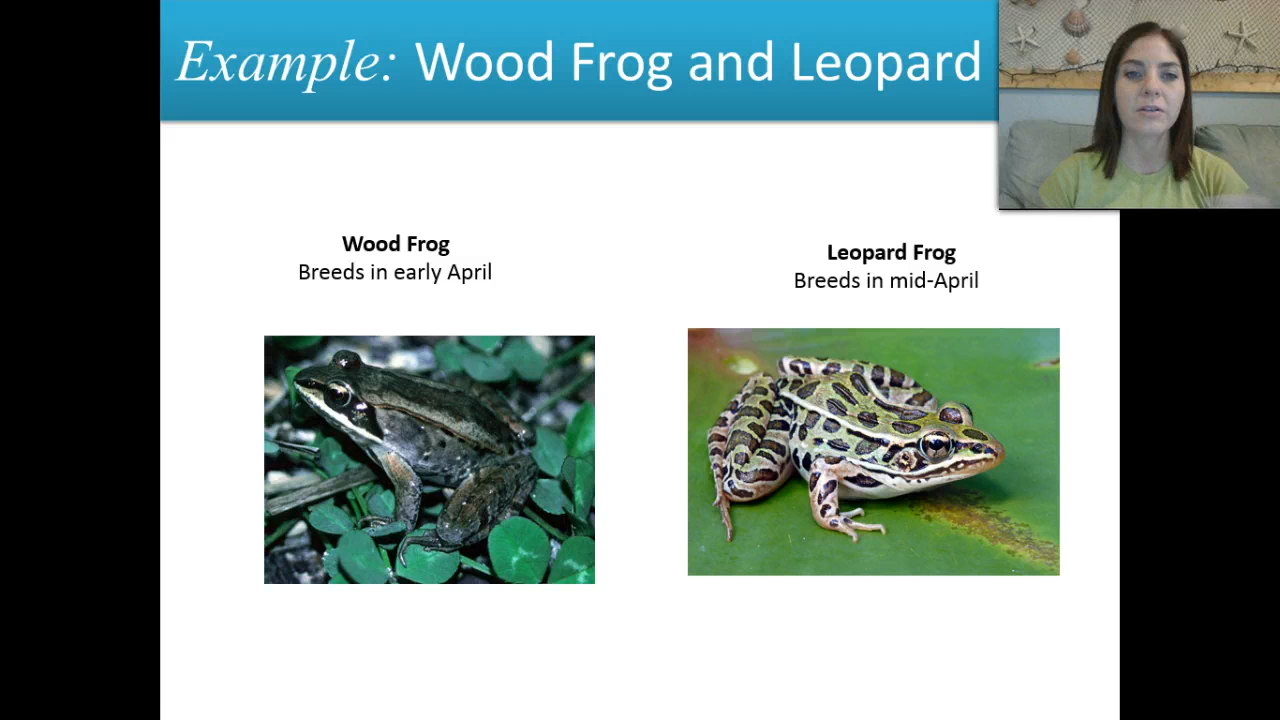 Example: Wood Frog and Leopard
Wood Frog
Breeds in early April
Leopard Frog
Breeds in mid-April